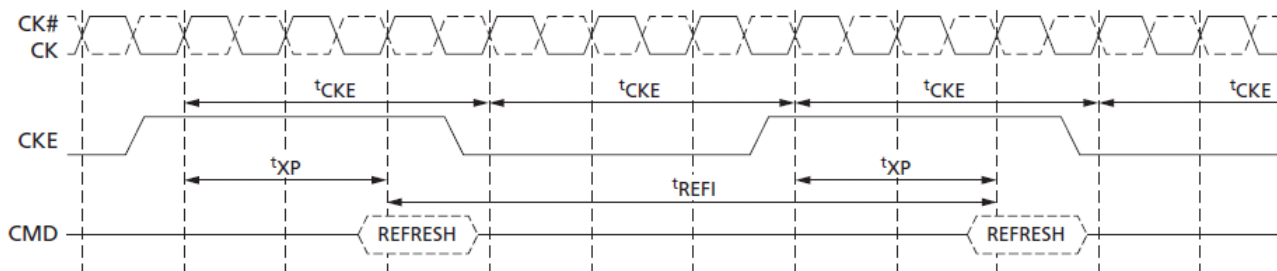 CK#
CK
tCKE tCKE tCKE tCKE
CKE
tXP tXP
tREFI
CMD REFRESH REFRESH